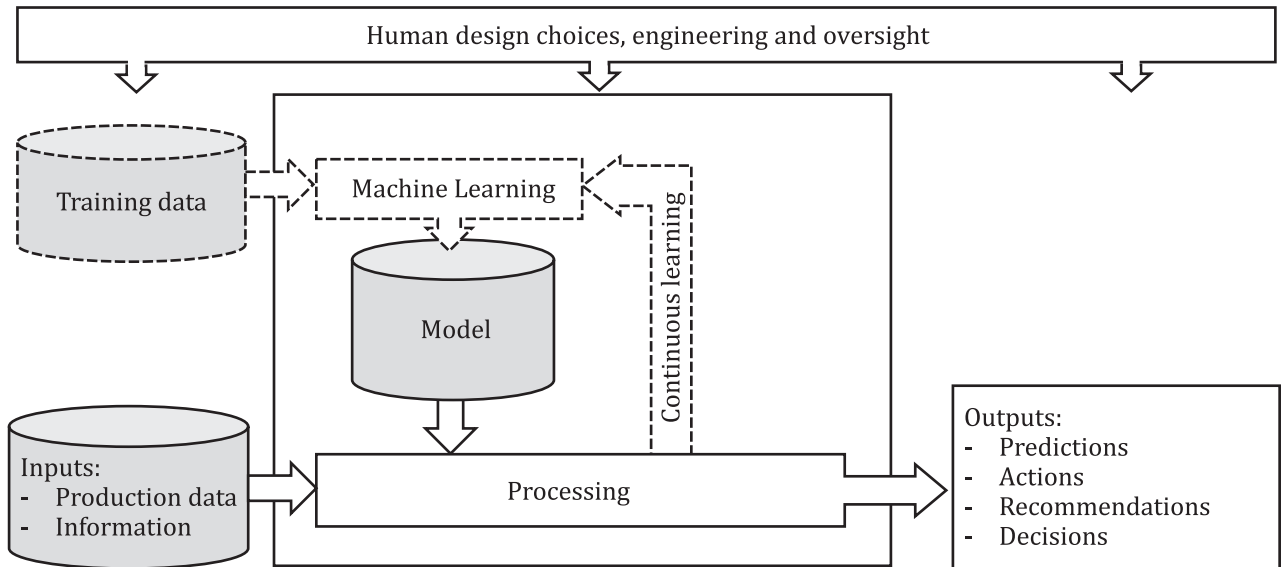 Human design choices, engineering and oversight
Training data
Machine Learning
Continuous learning
Model
Inputs:
- Production data
- Information
Processing
Outputs:
- Predictions
- Actions
- Recommendations
- Decisions